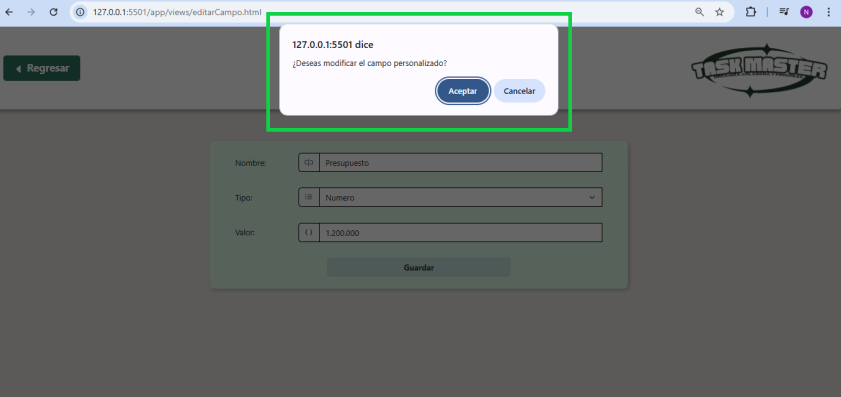 127.0.0.1:5501/app/views/editarCampo.html
N
127.0.0.1:5501 dice
¿Deseas modificar el campo personalizado?
Aceptar
Cancelar
Regresar
TASK MASTER
Nombre:
Presupuesto
Tipo:
Numero
Valor:
1.200.000
Guardar